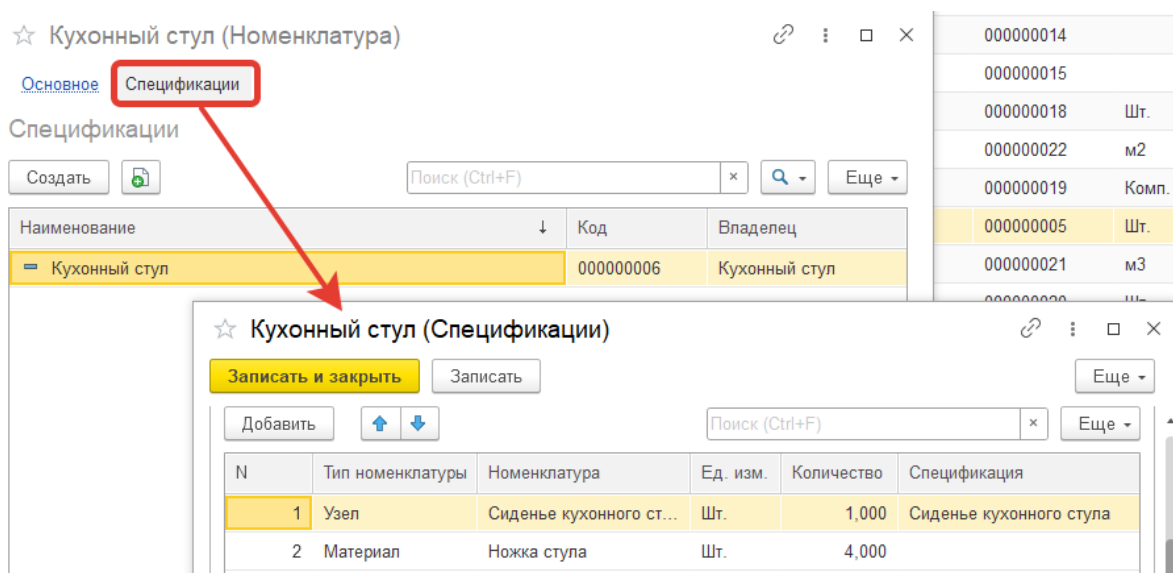 Кухонный стул (Номенклатура)
Основное Спецификации
Спецификации
Создать Поиск (Ctrl+F) × Еще
Наименование ↓ Код Владелец
Кухонный стул 000000006 Кухонный стул
000000014
000000015
000000018 Шт.
000000022 м2
000000019 Комп.
000000005 Шт.
000000021 м3
Кухонный стул (Спецификации)
Записать и закрыть Записать Еще
Добавить Поиск (Ctrl+F) × Еще
N Тип номенклатуры Номенклатура Ед. изм. Количество Спецификация
1 Узел Сиденье кухонного ст... Шт. 1,000 Сиденье кухонного стула
2 Материал Ножка стула Шт. 4,000